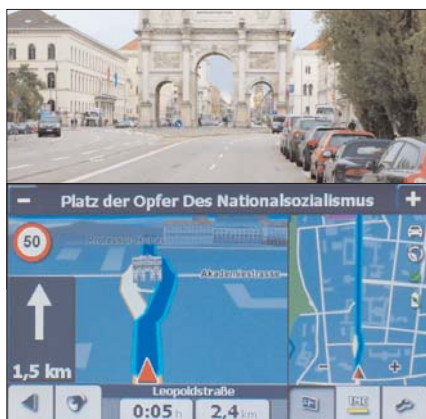 - Platz der Opfer Des Nationalsozialismus +
50
Akademiestrasse
1,5 km
- +
Leopoldstraße
0:05 h 2,4 km